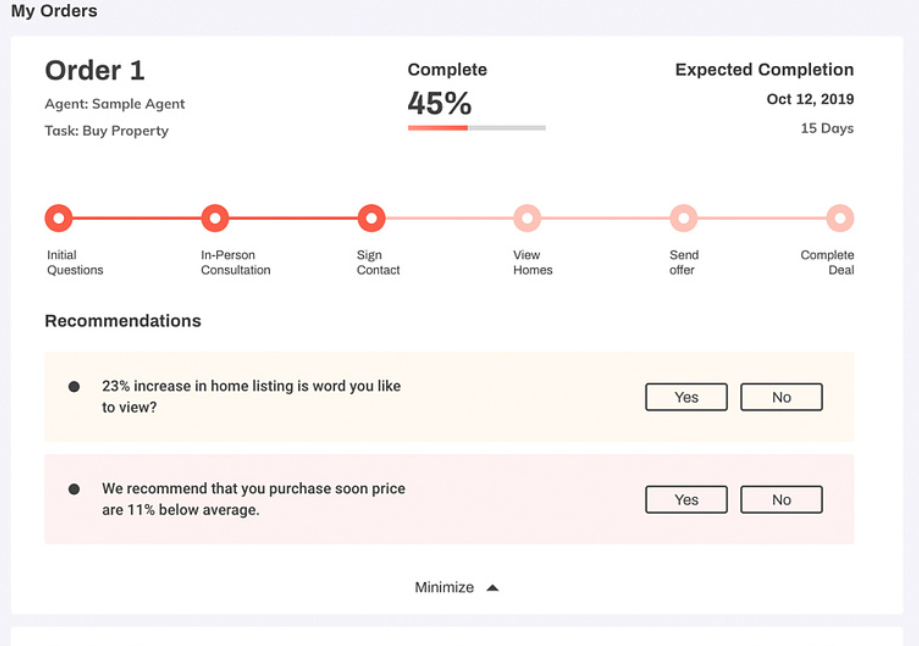 My Orders
Order 1
Agent: Sample Agent
Task: Buy Property
Complete
45%
Expected Completion
Oct 12, 2019
15 Days
Initial
Questions
In-Person
Consultation
Sign
Contact
View
Homes
Send
offer
Complete
Deal
Recommendations
23% increase in home listing is word you like
to view?
Yes
No
We recommend that you purchase soon price
are 11% below average.
Yes
No
Minimize